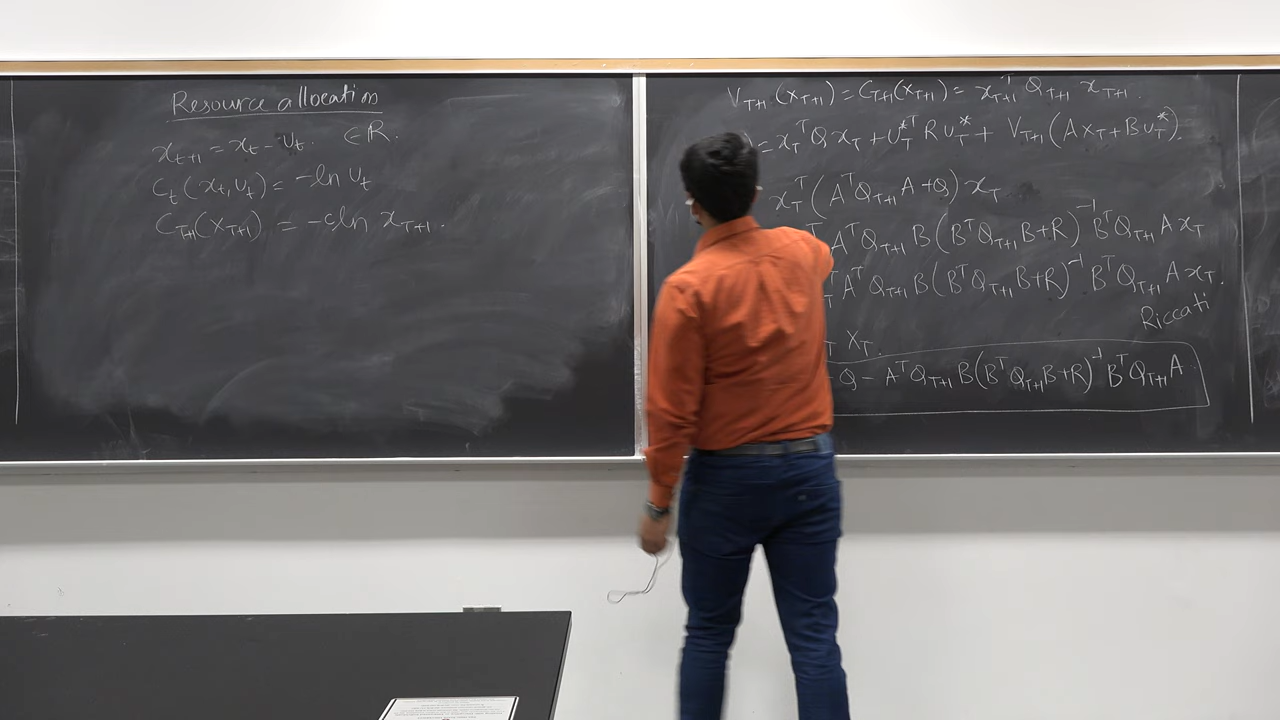 Resource allocation
x_{t+1} = x_t - u_t. ∈ R.
C_t(x_t, u_t) = -ln u_t
C_{T+1}(x_{T+1}) = -c ln x_{T+1}.
V_{T+1}(x_{T+1}) = C_{T+1}(x_{T+1}) = x_{T+1}^T Q_{T+1} x_{T+1}.
= x_T^T Q x_T + u_T^{*T} R u_T^* + V_{T+1}(A x_T + B u_T^*).
x_T^T (A^T Q_{T+1} A + Q) x_T
A^T Q_{T+1} B (B^T Q_{T+1} B + R)^{-1} B^T Q_{T+1} A x_T
A^T Q_{T+1} B (B^T Q_{T+1} B + R)^{-1} B^T Q_{T+1} A x_T.
Riccati
x_T.
Q - A^T Q_{T+1} B (B^T Q_{T+1} B + R)^{-1} B^T Q_{T+1} A